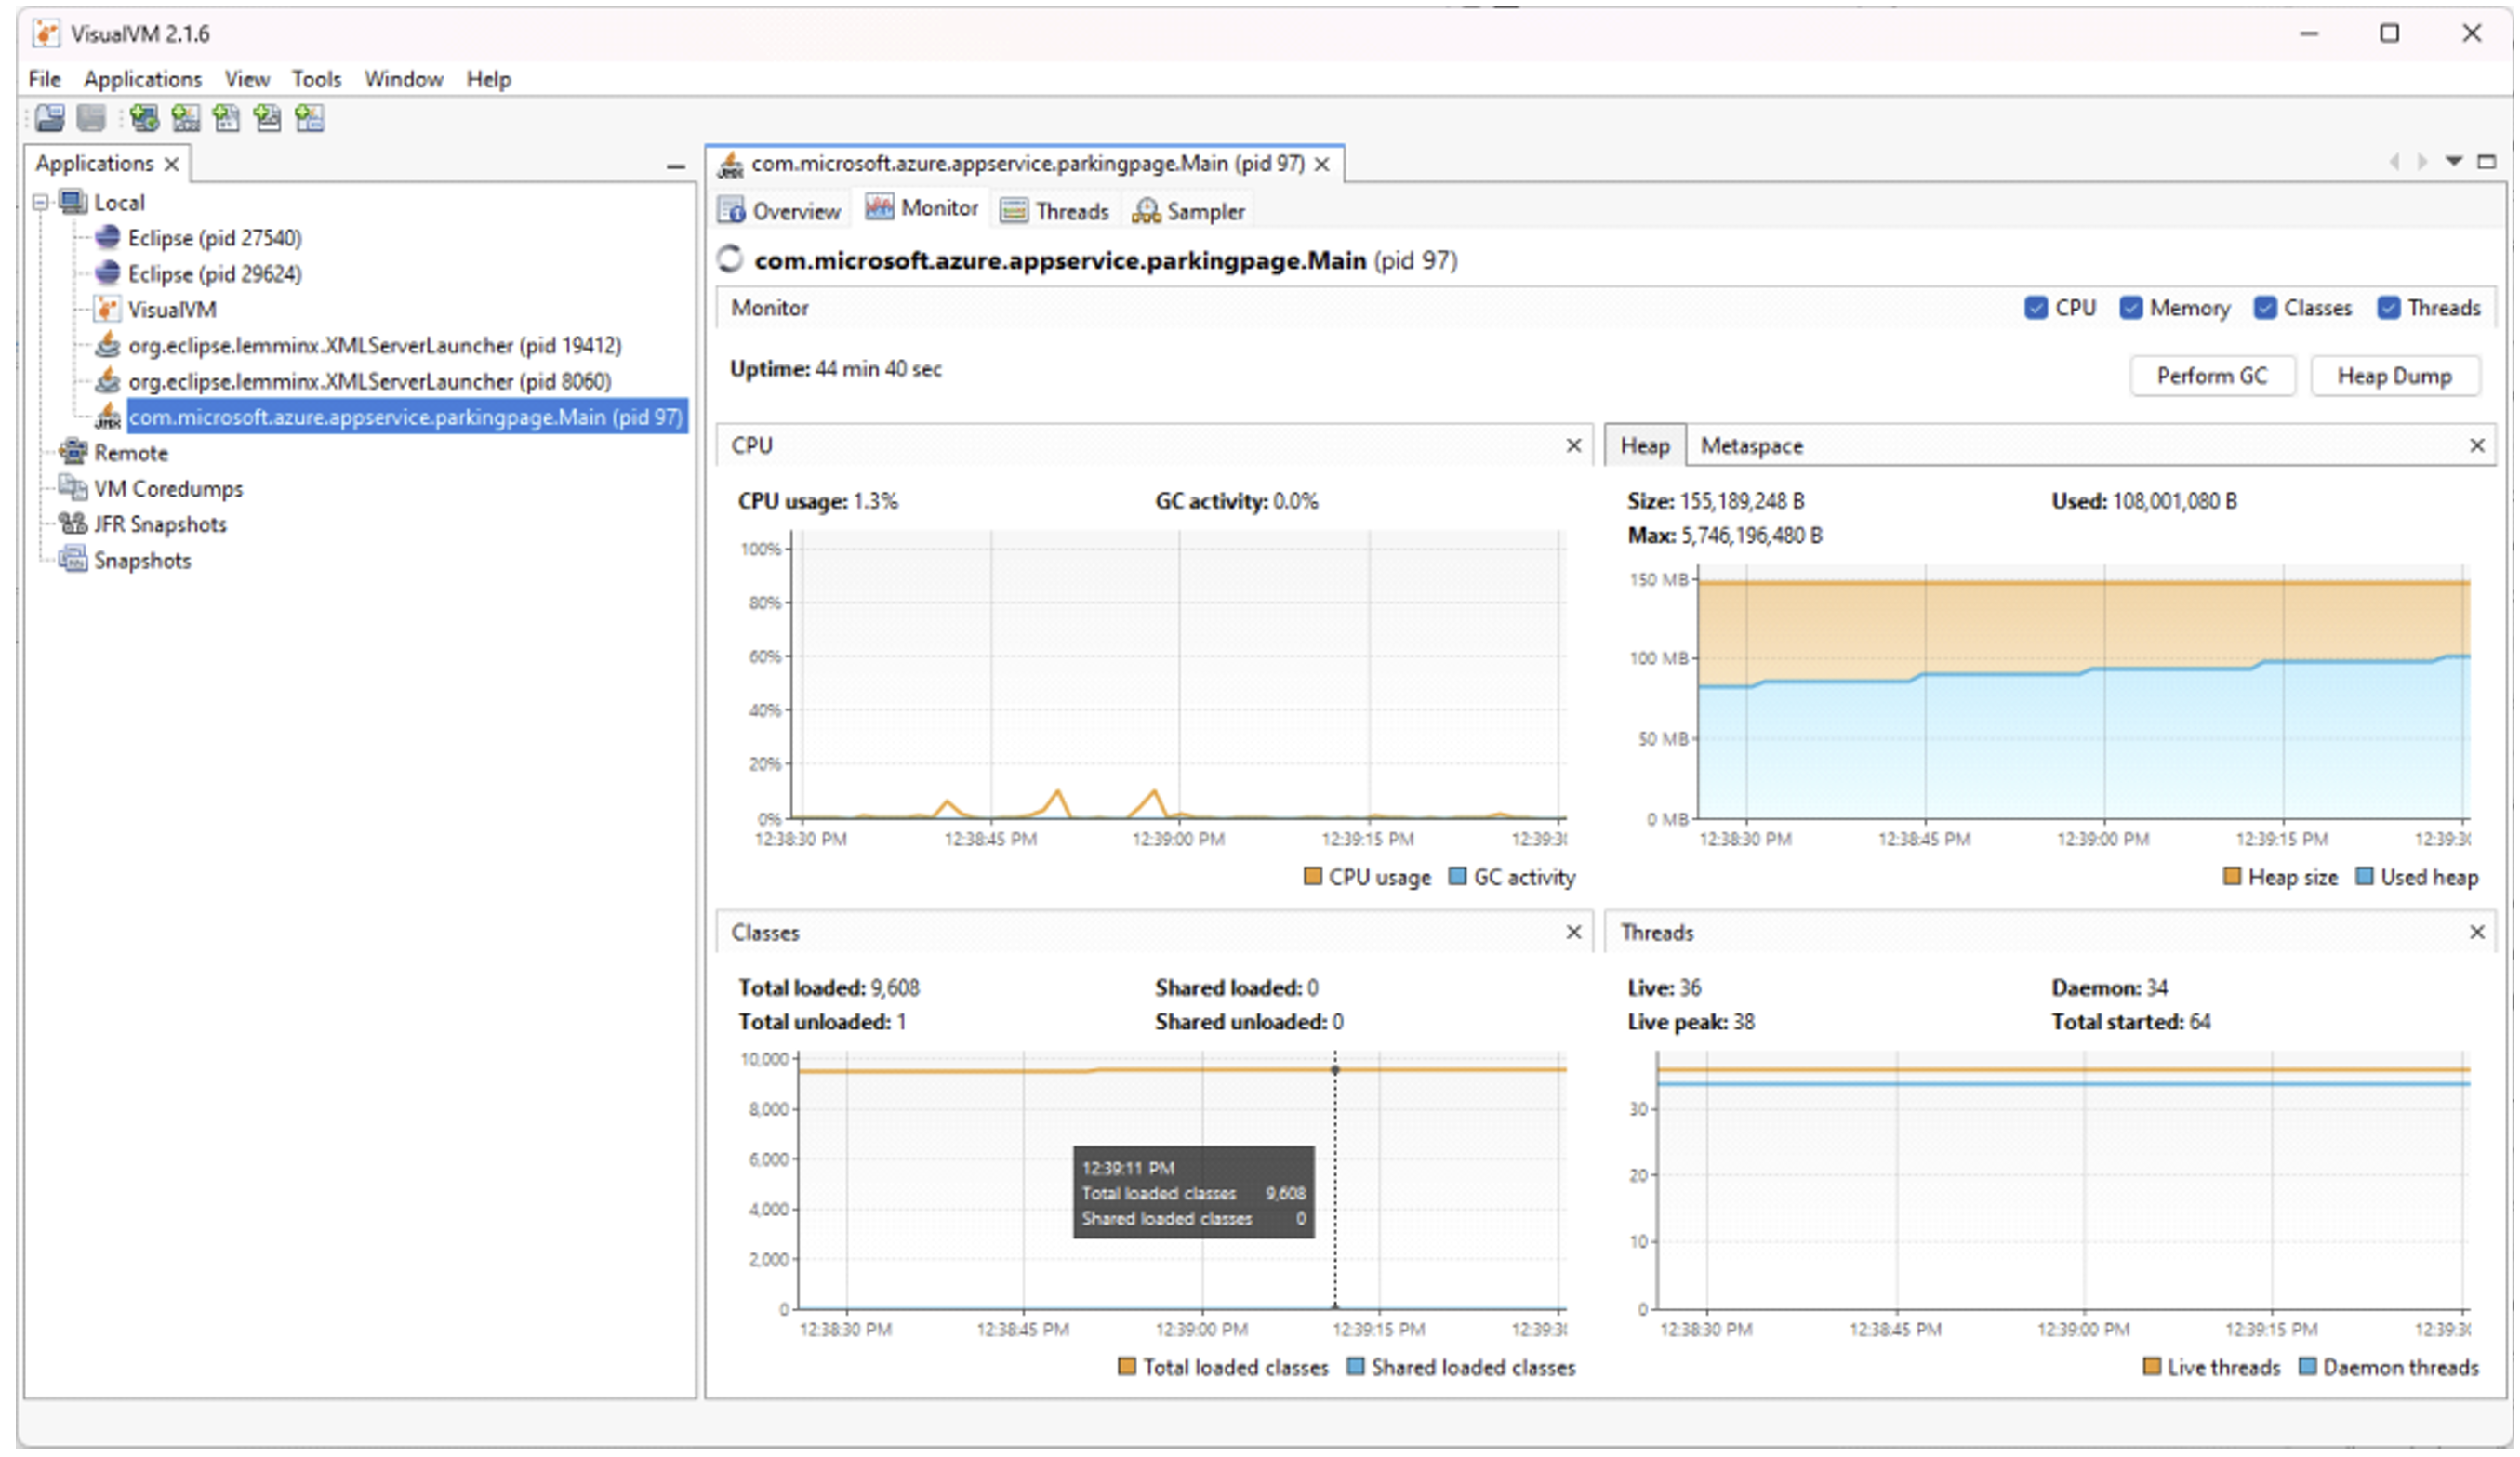 VisualVM 2.1.6
File Applications View Tools Window Help
Applications
Local
Eclipse (pid 27540)
Eclipse (pid 29624)
VisualVM
org.eclipse.lemminx.XMLServerLauncher (pid 19412)
org.eclipse.lemminx.XMLServerLauncher (pid 8060)
com.microsoft.azure.appservice.parkingpage.Main (pid 97)
Remote
VM Coredumps
JFR Snapshots
Snapshots
com.microsoft.azure.appservice.parkingpage.Main (pid 97)
Overview Monitor Threads Sampler
com.microsoft.azure.appservice.parkingpage.Main (pid 97)
Monitor CPU Memory Classes Threads
Uptime: 44 min 40 sec Perform GC Heap Dump
CPU
CPU usage: 1.3% GC activity: 0.0%
100%
80%
60%
40%
20%
0%
12:38:30 PM 12:38:45 PM 12:39:00 PM 12:39:15 PM 12:39:30
CPU usage GC activity
Heap Metaspace
Size: 155,189,248 B Used: 108,001,080 B
Max: 5,746,196,480 B
150 MB
100 MB
50 MB
0 MB
12:38:30 PM 12:38:45 PM 12:39:00 PM 12:39:15 PM 12:39:30
Heap size Used heap
Classes
Total loaded: 9,608 Shared loaded: 0
Total unloaded: 1 Shared unloaded: 0
10,000
8,000
6,000
4,000
2,000
0
12:39:11 PM
Total loaded classes 9,608
Shared loaded classes 0
12:38:30 PM 12:38:45 PM 12:39:00 PM 12:39:15 PM 12:39:30
Total loaded classes Shared loaded classes
Threads
Live: 36 Daemon: 34
Live peak: 38 Total started: 64
30
20
10
0
12:38:30 PM 12:38:45 PM 12:39:00 PM 12:39:15 PM 12:39:30
Live threads Daemon threads